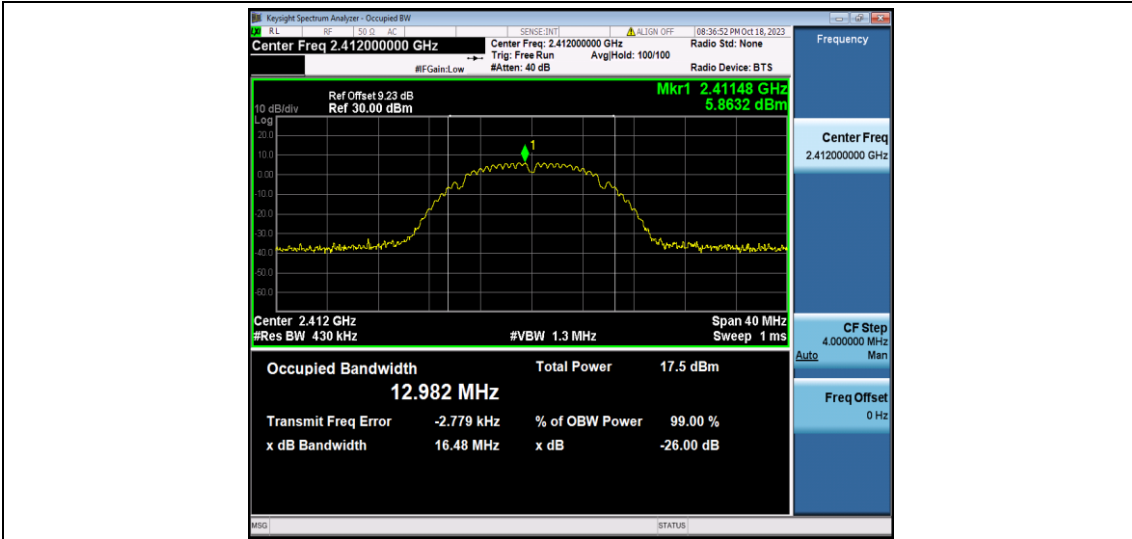 Keysight Spectrum Analyzer - Occupied BW
RL RF 50 Ω AC SENSE:INT ALIGN OFF 08:36:52 PM Oct 18, 2023
Center Freq 2.412000000 GHz
Center Freq: 2.412000000 GHz Radio Std: None
Trig: Free Run Avg|Hold: 100/100
#IFGain:Low #Atten: 40 dB Radio Device: BTS
Frequency
Ref Offset 9.23 dB Mkr1 2.41148 GHz
10 dB/div Ref 30.00 dBm 5.8632 dBm
Log
20.0
10.0
0.00
-10.0
-20.0
-30.0
-40.0
-50.0
-60.0
1
Center 2.412 GHz Span 40 MHz
#Res BW 430 kHz #VBW 1.3 MHz Sweep 1 ms
Occupied Bandwidth Total Power 17.5 dBm
12.982 MHz
Transmit Freq Error -2.779 kHz % of OBW Power 99.00 %
x dB Bandwidth 16.48 MHz x dB -26.00 dB
Center Freq
2.412000000 GHz
CF Step
4.000000 MHz
Auto Man
Freq Offset
0 Hz
MSG STATUS